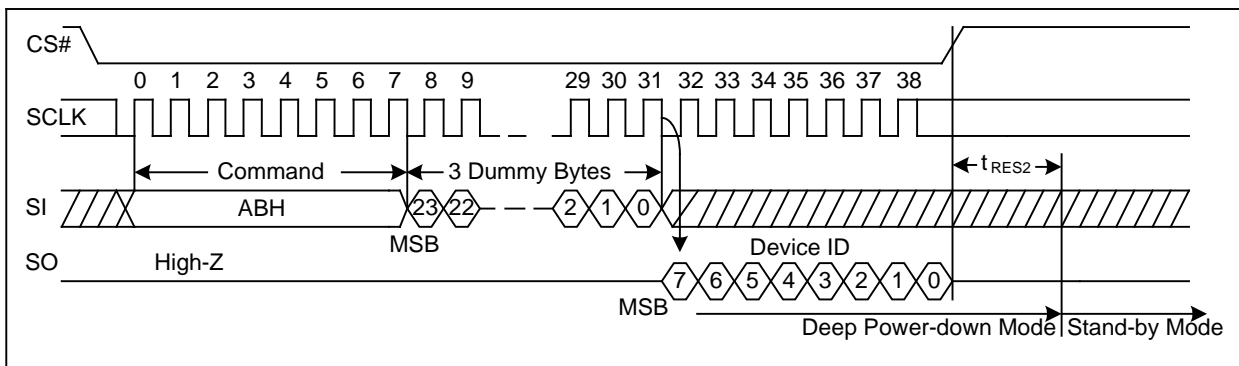 CS#
0 1 2 3 4 5 6 7 8 9 29 30 31 32 33 34 35 36 37 38
SCLK
Command 3 Dummy Bytes tRES2
SI ABH 23 22 2 1 0
MSB
SO High-Z Device ID
7 6 5 4 3 2 1 0
MSB
Deep Power-down Mode Stand-by Mode